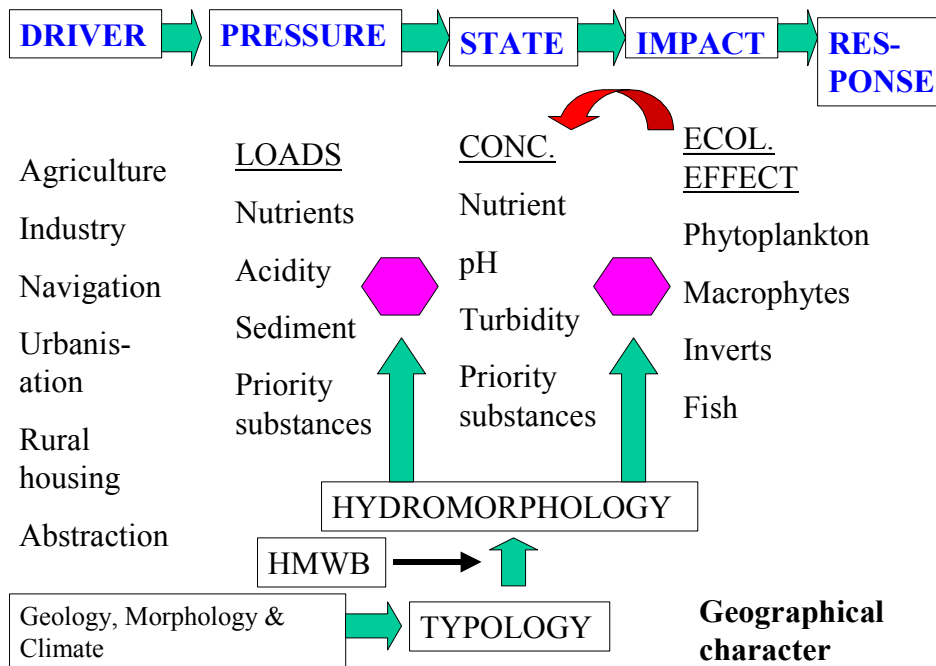 DRIVER
PRESSURE
STATE
IMPACT
RES-
PONSE
Agriculture
Industry
Navigation
Urbanis-
ation
Rural
housing
Abstraction
LOADS
Nutrients
Acidity
Sediment
Priority
substances
CONC.
Nutrient
pH
Turbidity
Priority
substances
ECOL.
EFFECT
Phytoplankton
Macrophytes
Inverts
Fish
HYDROMORPHOLOGY
HMWB
Geology, Morphology &
Climate
TYPOLOGY
Geographical
character